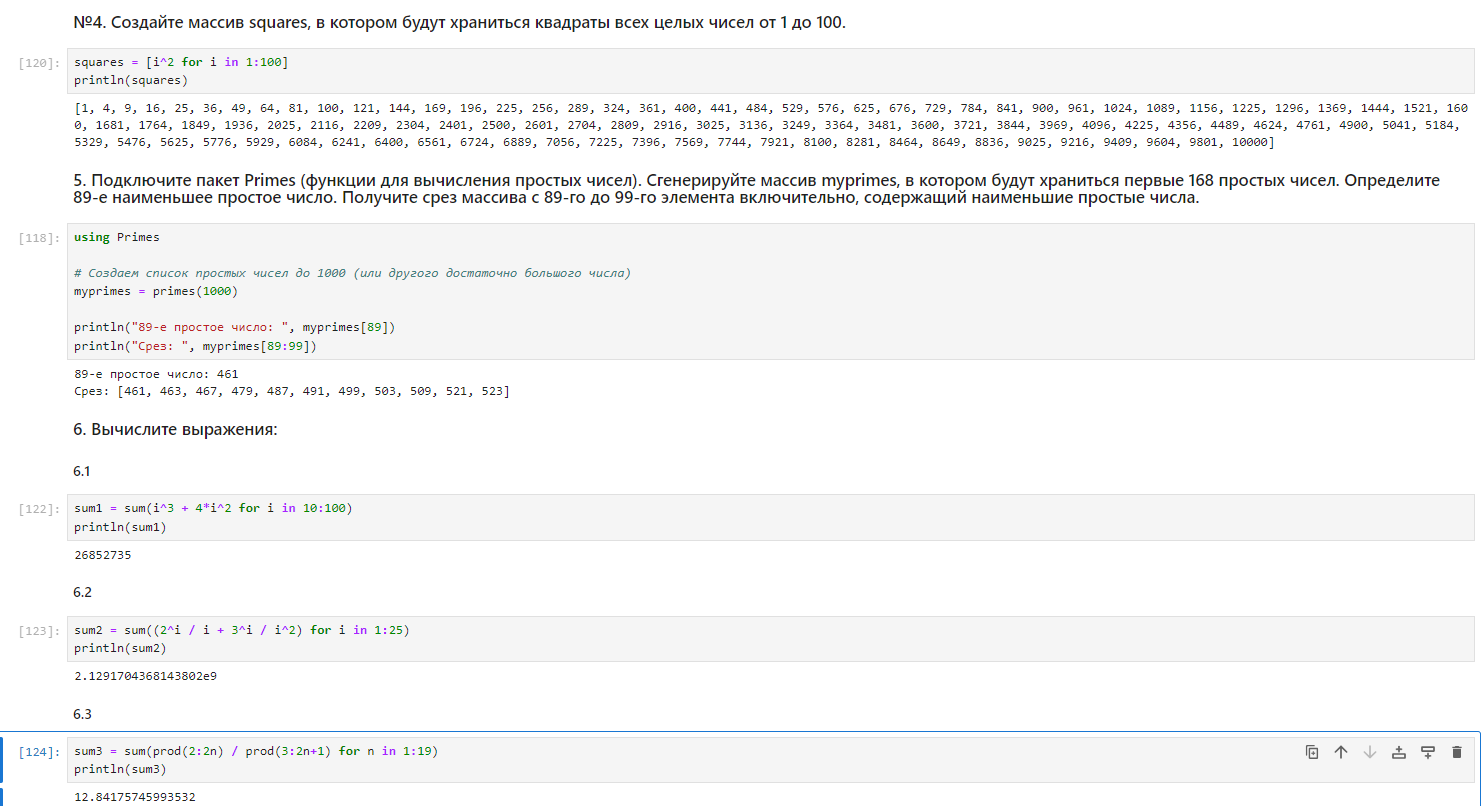 №4. Создайте массив squares, в котором будут храниться квадраты всех целых чисел от 1 до 100.
[120]:
squares = [i^2 for i in 1:100]
println(squares)
[1, 4, 9, 16, 25, 36, 49, 64, 81, 100, 121, 144, 169, 196, 225, 256, 289, 324, 361, 400, 441, 484, 529, 576, 625, 676, 729, 784, 841, 900, 961, 1024, 1089, 1156, 1225, 1296, 1369, 1444, 1521, 160
0, 1681, 1764, 1849, 1936, 2025, 2116, 2209, 2304, 2401, 2500, 2601, 2704, 2809, 2916, 3025, 3136, 3249, 3364, 3481, 3600, 3721, 3844, 3969, 4096, 4225, 4356, 4489, 4624, 4761, 4900, 5041, 5184,
5329, 5476, 5625, 5776, 5929, 6084, 6241, 6400, 6561, 6724, 6889, 7056, 7225, 7396, 7569, 7744, 7921, 8100, 8281, 8464, 8649, 8836, 9025, 9216, 9409, 9604, 9801, 10000]
5. Подключите пакет Primes (функции для вычисления простых чисел). Сгенерируйте массив myprimes, в котором будут храниться первые 168 простых чисел. Определите
89-е наименьшее простое число. Получите срез массива с 89-го до 99-го элемента включительно, содержащий наименьшие простые числа.
[118]:
using Primes
# Создаем список простых чисел до 1000 (или другого достаточно большого числа)
myprimes = primes(1000)
println("89-е простое число: ", myprimes[89])
println("Срез: ", myprimes[89:99])
89-е простое число: 461
Срез: [461, 463, 467, 479, 487, 491, 499, 503, 509, 521, 523]
6. Вычислите выражения:
6.1
[122]:
sum1 = sum(i^3 + 4*i^2 for i in 10:100)
println(sum1)
26852735
6.2
[123]:
sum2 = sum((2^i / i + 3^i / i^2) for i in 1:25)
println(sum2)
2.1291704368143802e9
6.3
[124]:
sum3 = sum(prod(2:2n) / prod(3:2n+1) for n in 1:19)
println(sum3)
12.84175745993532